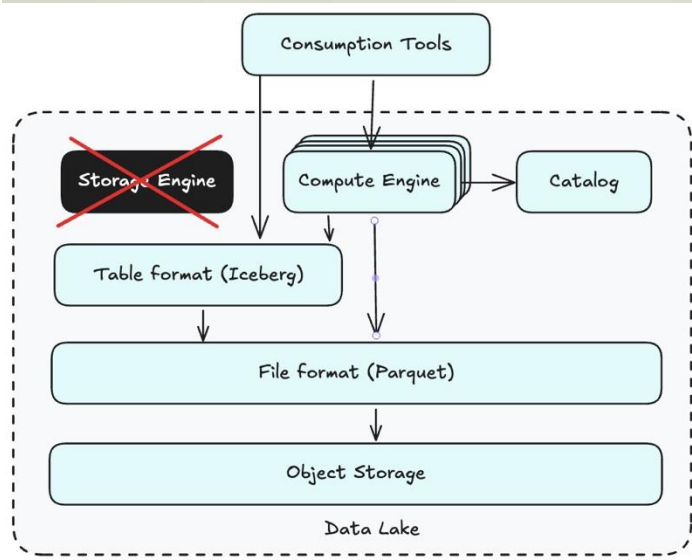 Consumption Tools
Storage Engine
Compute Engine
Catalog
Table format (Iceberg)
File format (Parquet)
Object Storage
Data Lake